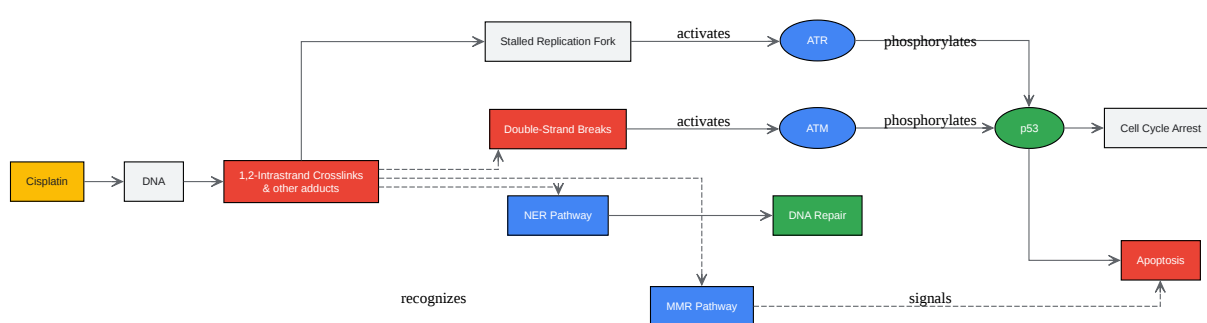 Stalled Replication Fork
activates
ATR
phosphorylates
Double-Strand Breaks
activates
ATM
phosphorylates
p53
Cell Cycle Arrest
Cisplatin
DNA
1,2-Intrastrand Crosslinks
& other adducts
NER Pathway
DNA Repair
Apoptosis
recognizes
MMR Pathway
signals